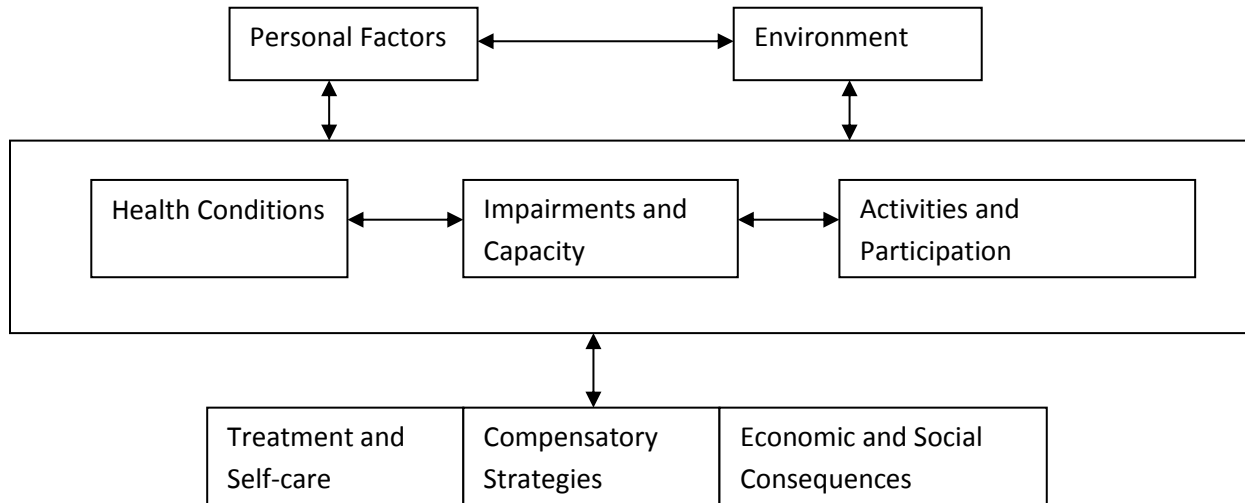 Personal Factors
Environment
Health Conditions
Impairments and
Capacity
Activities and
Participation
Treatment and
Self-care
Compensatory
Strategies
Economic and Social
Consequences